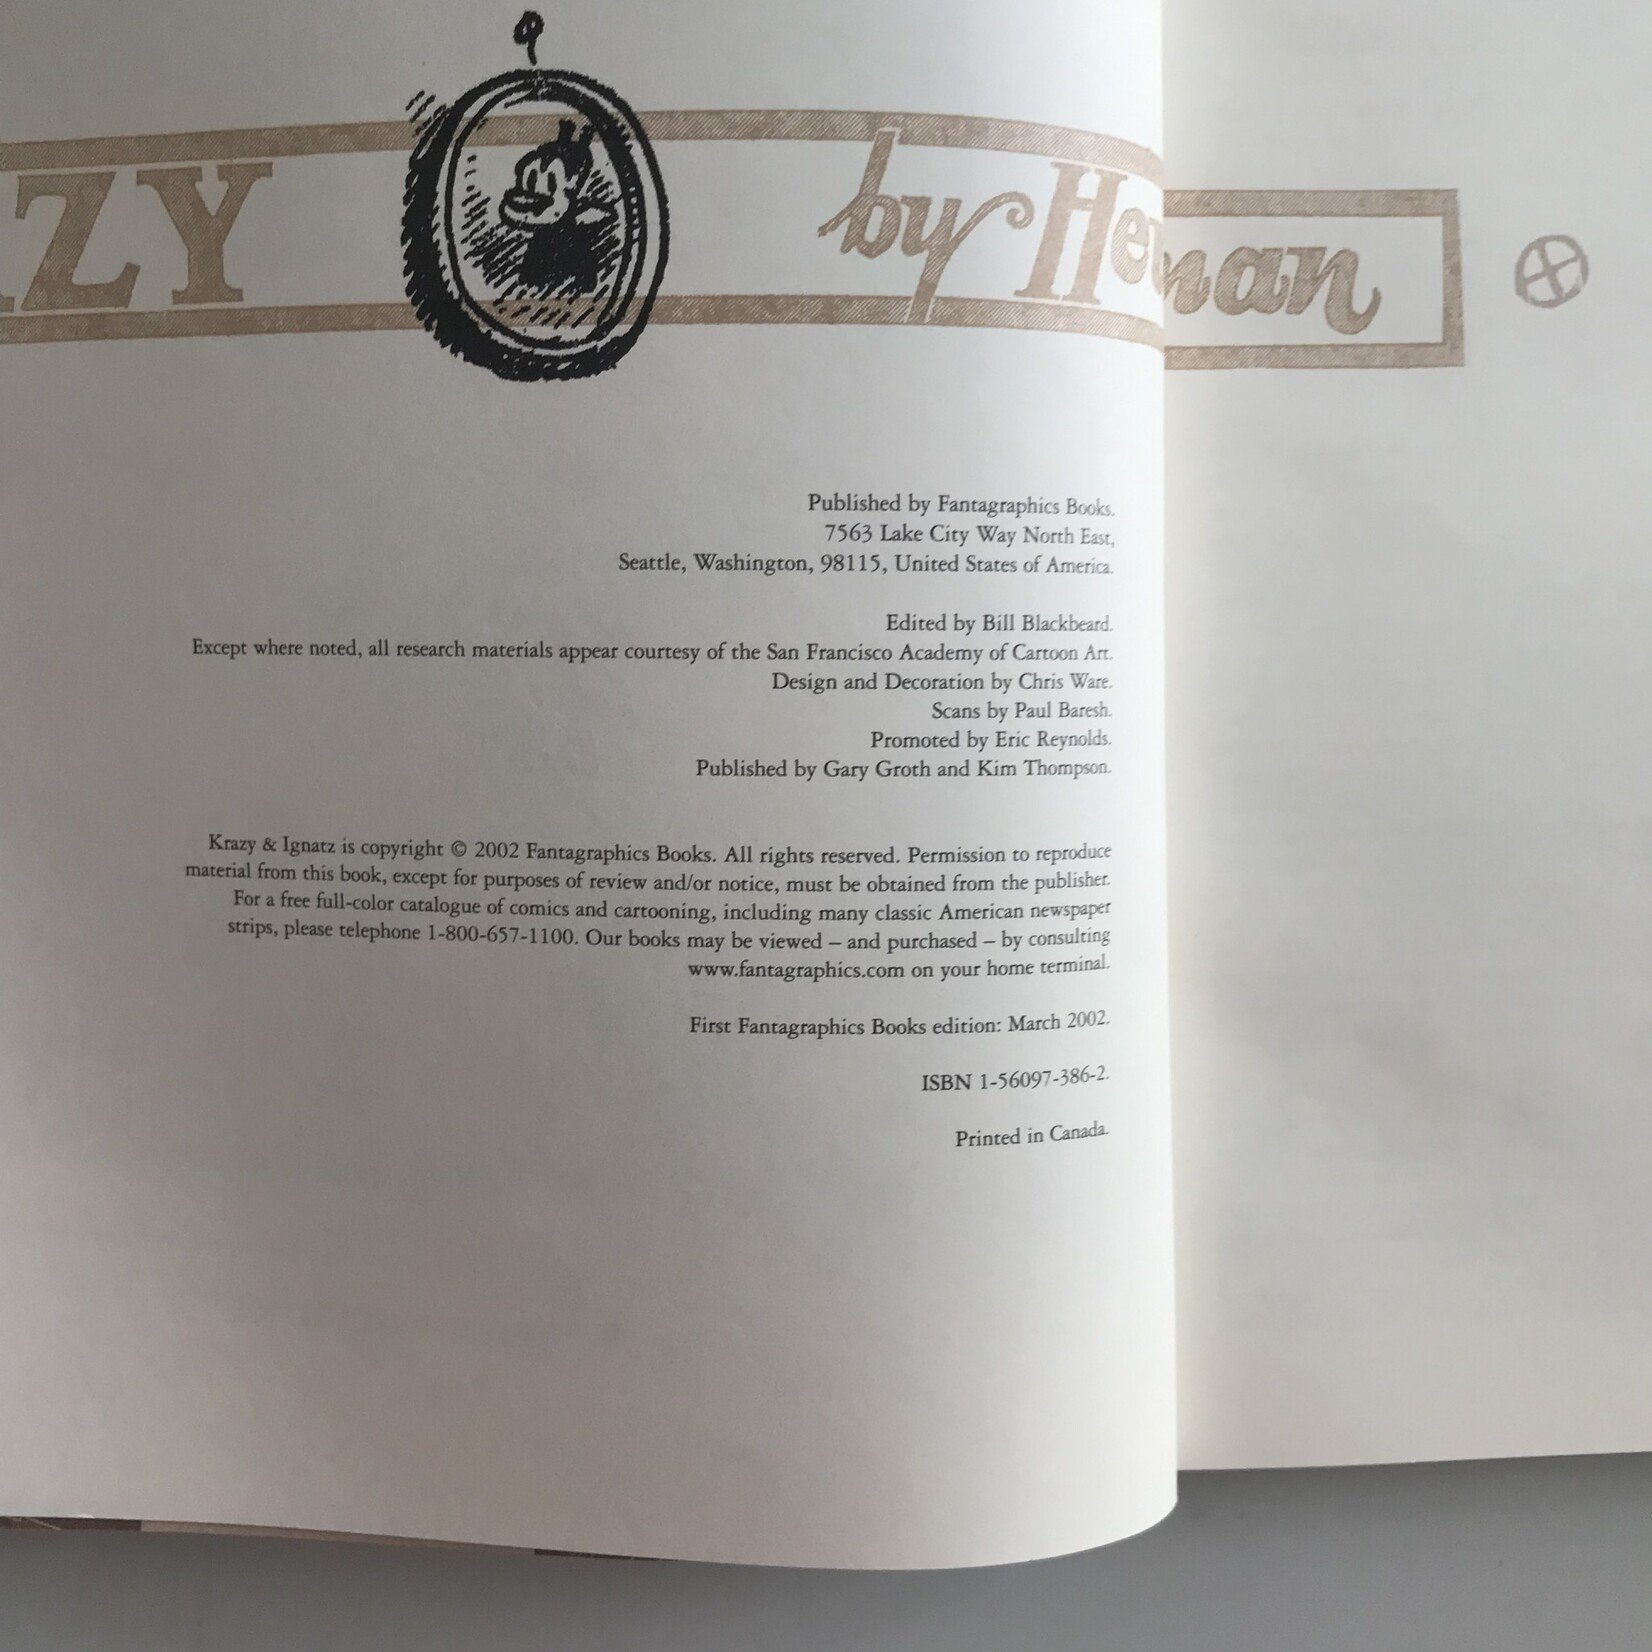 ZY by He man
Published by Fantagraphics Books.
7563 Lake City Way North East,
Seattle, Washington, 98115, United States of America.
Edited by Bill Blackbeard.
Except where noted, all research materials appear courtesy of the San Francisco Academy of Cartoon Art.
Design and Decoration by Chris Ware.
Scans by Paul Baresh.
Promoted by Eric Reynolds.
Published by Gary Groth and Kim Thompson.
Krazy & Ignatz is copyright © 2002 Fantagraphics Books. All rights reserved. Permission to reproduce
material from this book, except for purposes of review and/or notice, must be obtained from the publisher.
For a free full-color catalogue of comics and cartooning, including many classic American newspaper
strips, please telephone 1-800-657-1100. Our books may be viewed – and purchased – by consulting
www.fantagraphics.com on your home terminal.
First Fantagraphics Books edition: March 2002.
ISBN 1-56097-386-2.
Printed in Canada.